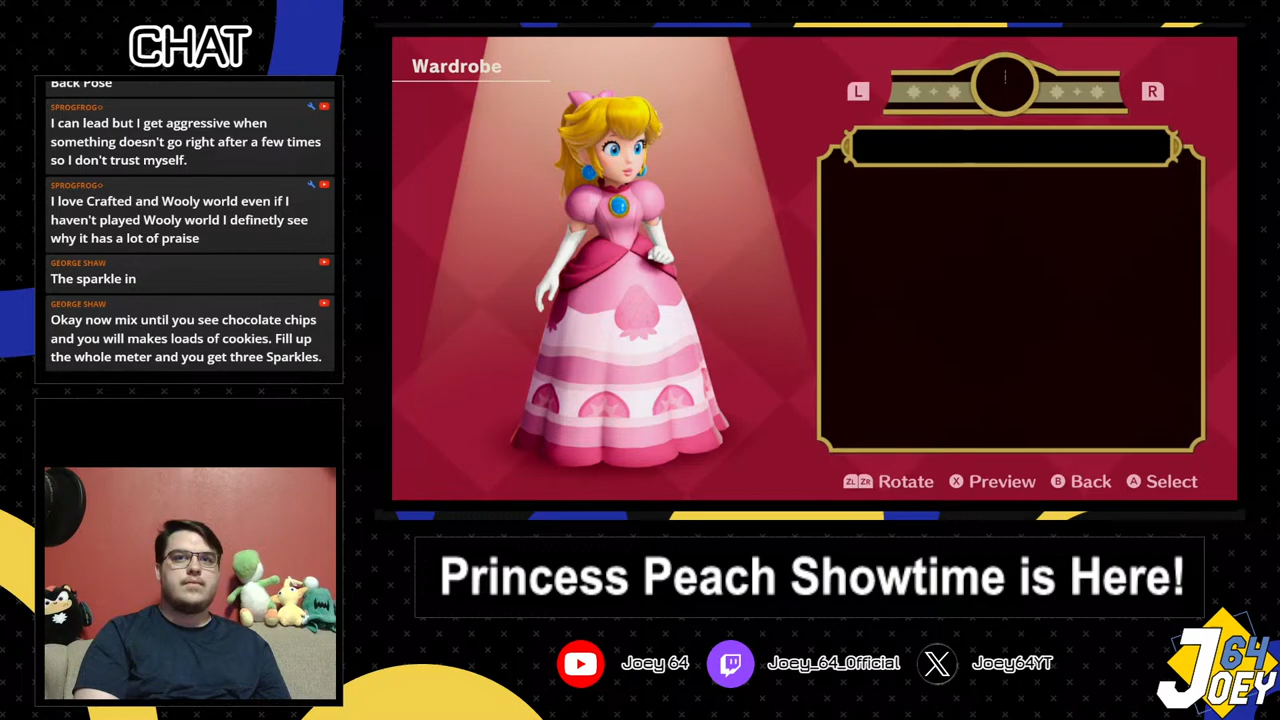 CHAT
Back Pose
SPROGFROG
I can lead but I get aggressive when
something doesn't go right after a few times
so I don't trust myself.
SPROGFROG
I love Crafted and Wooly world even if I
haven't played Wooly world I definetly see
why it has a lot of praise
GEORGE SHAW
The sparkle in
GEORGE SHAW
Okay now mix until you see chocolate chips
and you will makes loads of cookies. Fill up
the whole meter and you get three Sparkles.
Wardrobe
L
R
ZL ZR Rotate X Preview B Back A Select
Princess Peach Showtime is Here!
Joey 64
Joey_64_Official
Joey64YT
J 64
OEY